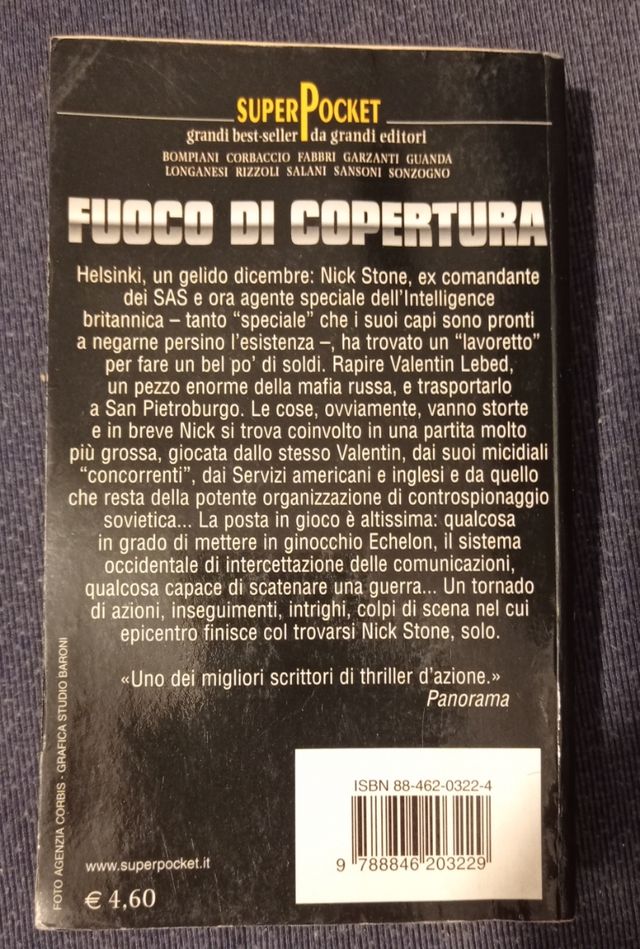 SUPERPOCKET
grandi best-seller da grandi editori
BOMPIANI CORBACCIO FABBRI GARZANTI GUANDA
LONGANESI RIZZOLI SALANI SANSONI SONZOGNO
FUOCO DI COPERTURA
Helsinki, un gelido dicembre: Nick Stone, ex comandante
dei SAS e ora agente speciale dell'Intelligence
britannica – tanto “speciale” che i suoi capi sono pronti
a negarne persino l'esistenza –, ha trovato un “lavoretto”
per fare un bel po' di soldi. Rapire Valentin Lebed,
un pezzo enorme della mafia russa, e trasportarlo
a San Pietroburgo. Le cose, ovviamente, vanno storte
e in breve Nick si trova coinvolto in una partita molto
più grossa, giocata dallo stesso Valentin, dai suoi micidiali
“concorrenti”, dai Servizi americani e inglesi e da quello
che resta della potente organizzazione di controspionaggio
sovietica... La posta in gioco è altissima: qualcosa
in grado di mettere in ginocchio Echelon, il sistema
occidentale di intercettazione delle comunicazioni,
qualcosa capace di scatenare una guerra... Un tornado
di azioni, inseguimenti, intrighi, colpi di scena nel cui
epicentro finisce col trovarsi Nick Stone, solo.
«Uno dei migliori scrittori di thriller d'azione.»
Panorama
FOTO AGENZIA CORBIS - GRAFICA STUDIO BARONI
ISBN 88-462-0322-4
9 788846 203229
www.superpocket.it
€ 4,60